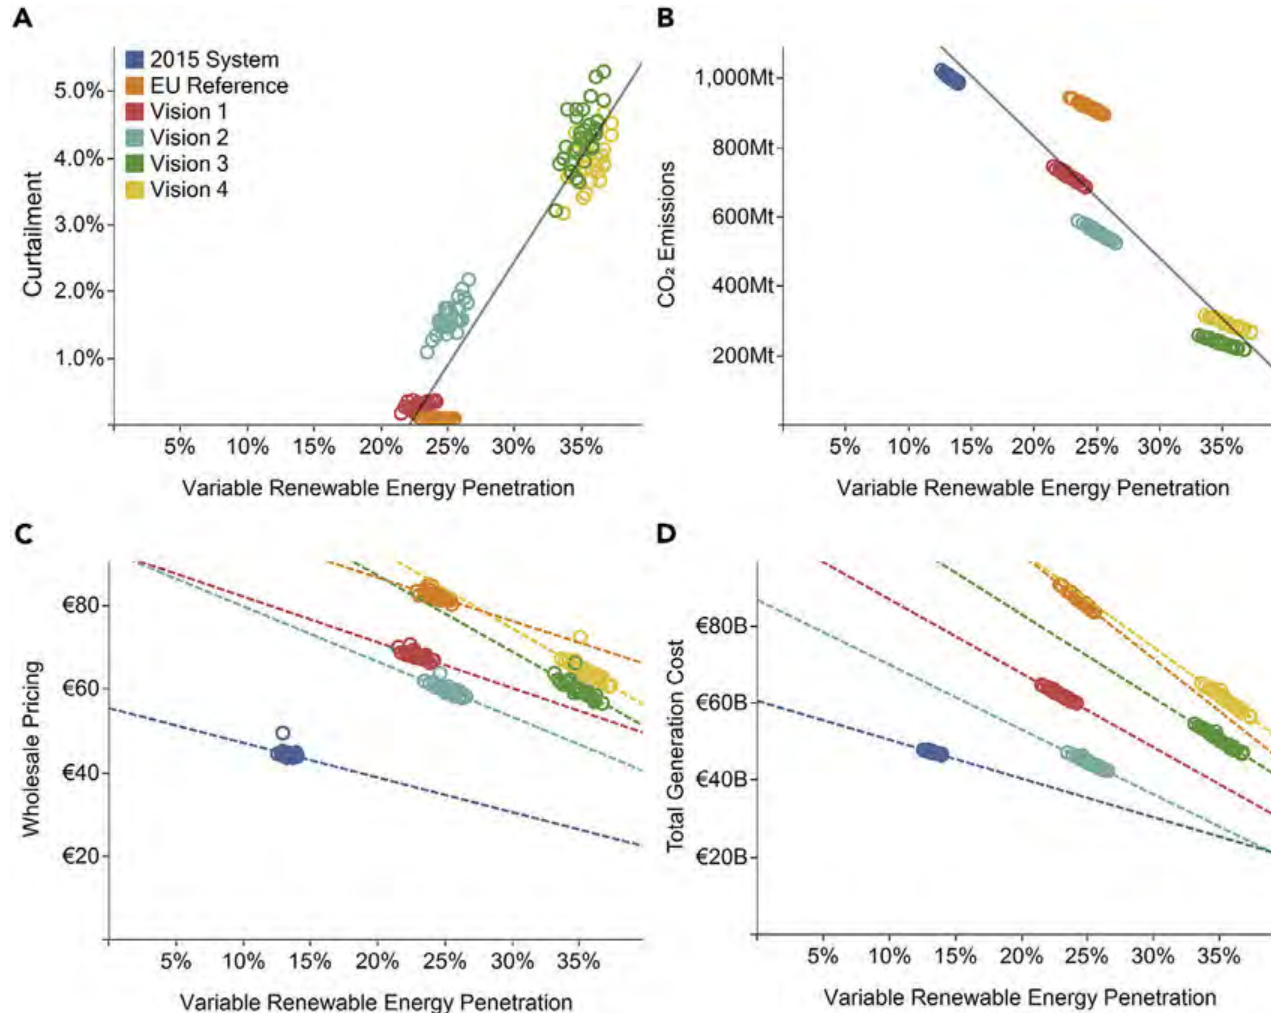 A
2015 System
EU Reference
Vision 1
Vision 2
Vision 3
Vision 4
5.0%
4.0%
3.0%
2.0%
1.0%
Curtailment
5% 10% 15% 20% 25% 30% 35%
Variable Renewable Energy Penetration
B
1,000Mt
800Mt
600Mt
400Mt
200Mt
CO₂ Emissions
5% 10% 15% 20% 25% 30% 35%
Variable Renewable Energy Penetration
C
€80
€60
€40
€20
Wholesale Pricing
5% 10% 15% 20% 25% 30% 35%
Variable Renewable Energy Penetration
D
€80B
€60B
€40B
€20B
Total Generation Cost
5% 10% 15% 20% 25% 30% 35%
Variable Renewable Energy Penetration